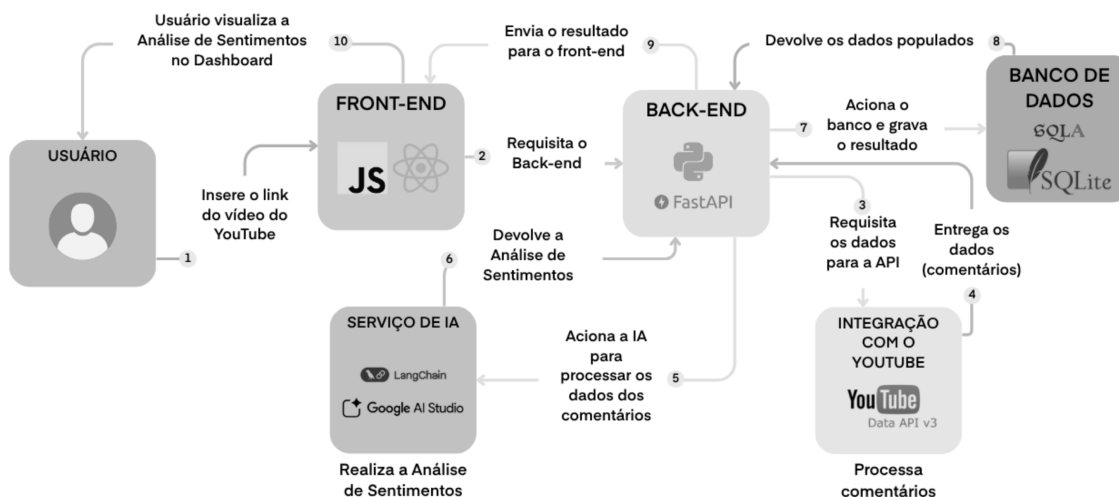 Usuário visualiza a
Análise de Sentimentos
no Dashboard
10
Envia o resultado
para o front-end
9
Devolve os dados populados
8
USUÁRIO
1
Insere o link
do vídeo do
YouTube
FRONT-END
JS
2
Requisita o
Back-end
BACK-END
FastAPI
7
Aciona o
banco e grava
o resultado
BANCO DE
DADOS
SQLA
SQLite
3
Requisita
os dados
para a API
Entrega os
dados
(comentários)
4
6
Devolve a
Análise de
Sentimentos
SERVIÇO DE IA
LangChain
Google AI Studio
Realiza a Análise
de Sentimentos
Aciona a IA
para
processar os
dados dos
comentários
5
INTEGRAÇÃO
COM O
YOUTUBE
YouTube
Data API v3
Processa
comentários